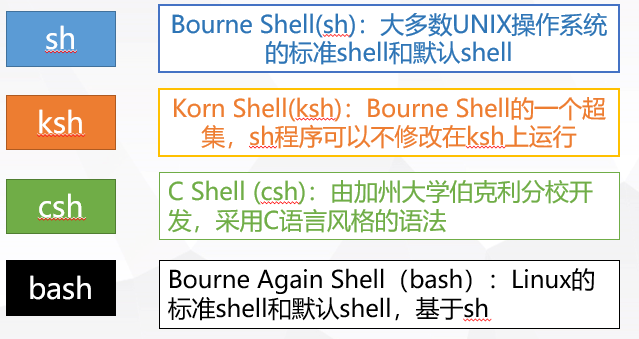 sh
Bourne Shell(sh)：大多数UNIX操作系统
的标准shell和默认shell
ksh
Korn Shell(ksh)：Bourne Shell的一个超
集，sh程序可以不修改在ksh上运行
csh
C Shell (csh)：由加州大学伯克利分校开
发，采用C语言风格的语法
bash
Bourne Again Shell（bash）：Linux的
标准shell和默认shell，基于sh